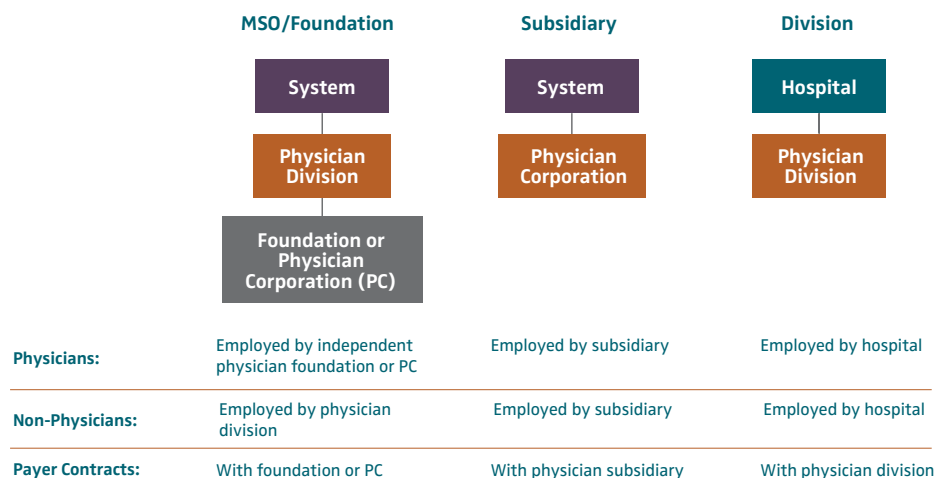 MSO/Foundation
Subsidiary
Division
System
System
Hospital
Physician
Division
Physician
Corporation
Physician
Division
Foundation or
Physician
Corporation (PC)
Physicians:
Employed by independent
physician foundation or PC
Employed by subsidiary
Employed by hospital
Non-Physicians:
Employed by physician
division
Employed by subsidiary
Employed by hospital
Payer Contracts:
With foundation or PC
With physician subsidiary
With physician division